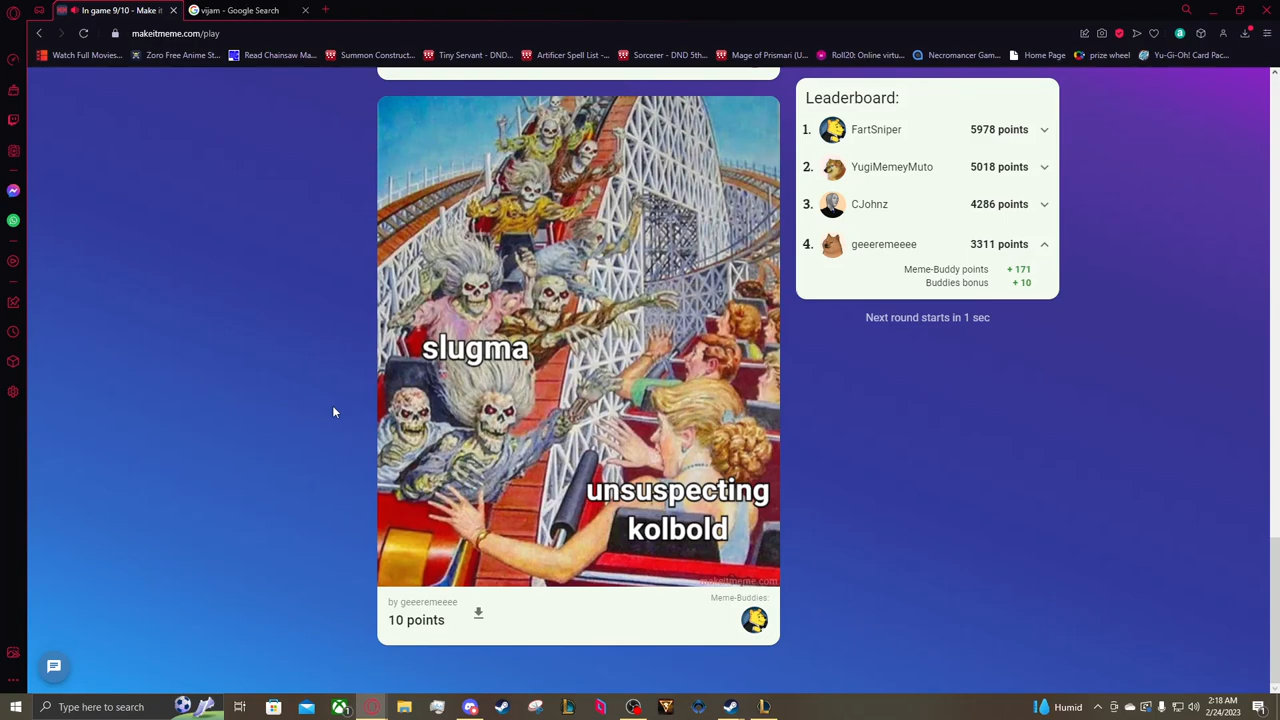 In game 9/10 - Make it
vijam - Google Search
makeitmeme.com/play
Watch Full Movies...
Zoro Free Anime St...
Read Chainsaw Ma...
Summon Construct...
Tiny Servant - DND...
Artificer Spell List -...
Sorcerer - DND 5th...
Mage of Prismari (U...
Roll20: Online virtu...
Necromancer Gam...
Home Page
prize wheel
Yu-Gi-Oh! Card Pac...
slugma
unsuspecting
kolbold
makeitmeme.com
by geeeremeeee
10 points
Meme-Buddies:
Leaderboard:
1. FartSniper 5978 points
2. YugiMemeyMuto 5018 points
3. CJohnz 4286 points
4. geeeremeeee 3311 points
Meme-Buddy points + 171
Buddies bonus + 10
Next round starts in 1 sec
Type here to search
Humid
2:18 AM
2/24/2023